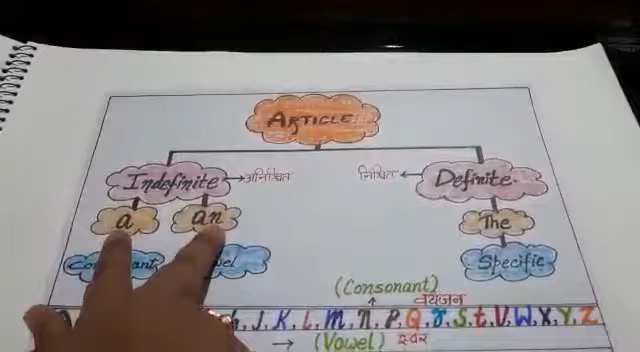 ARTICLE
Indefinite → अनिश्चित निश्चित ← Definite
a an The
Specific
(Consonant)
व्यंजन
J, K, L, m, n, P, Q, r, S, t, V, W, X, Y, Z
→ (Vowel) स्वर